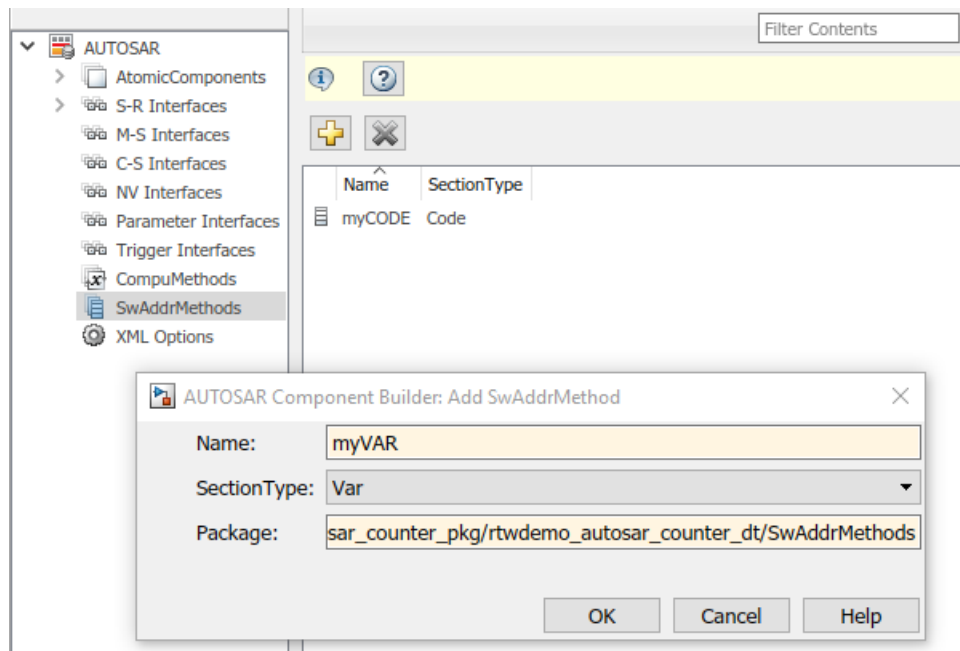 Filter Contents
AUTOSAR
AtomicComponents
S-R Interfaces
M-S Interfaces
C-S Interfaces
NV Interfaces
Parameter Interfaces
Trigger Interfaces
CompuMethods
SwAddrMethods
XML Options
Name SectionType
myCODE Code
AUTOSAR Component Builder: Add SwAddrMethod
Name: myVAR
SectionType: Var
Package: sar_counter_pkg/rtwdemo_autosar_counter_dt/SwAddrMethods
OK Cancel Help